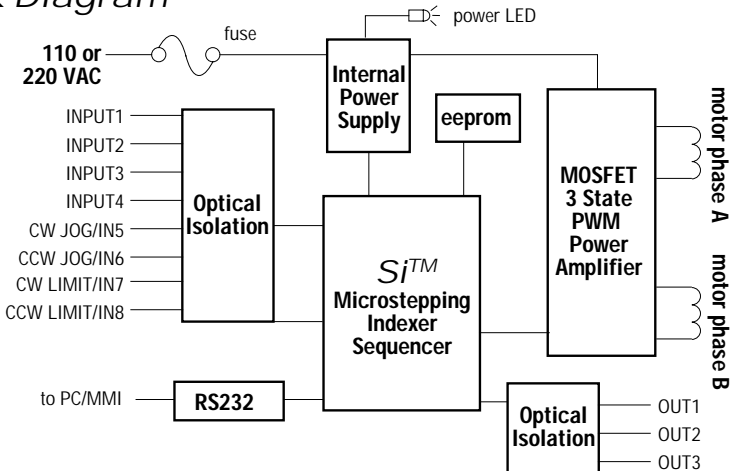 Diagram
power LED
fuse
110 or
220 VAC
Internal
Power
Supply
eeprom
INPUT1
INPUT2
INPUT3
INPUT4
CW JOG/IN5
CCW JOG/IN6
CW LIMIT/IN7
CCW LIMIT/IN8
Optical
Isolation
MOSFET
3 State
PWM
Power
Amplifier
motor phase A
motor phase B
Si™
Microstepping
Indexer
Sequencer
to PC/MMI
RS232
Optical
Isolation
OUT1
OUT2
OUT3